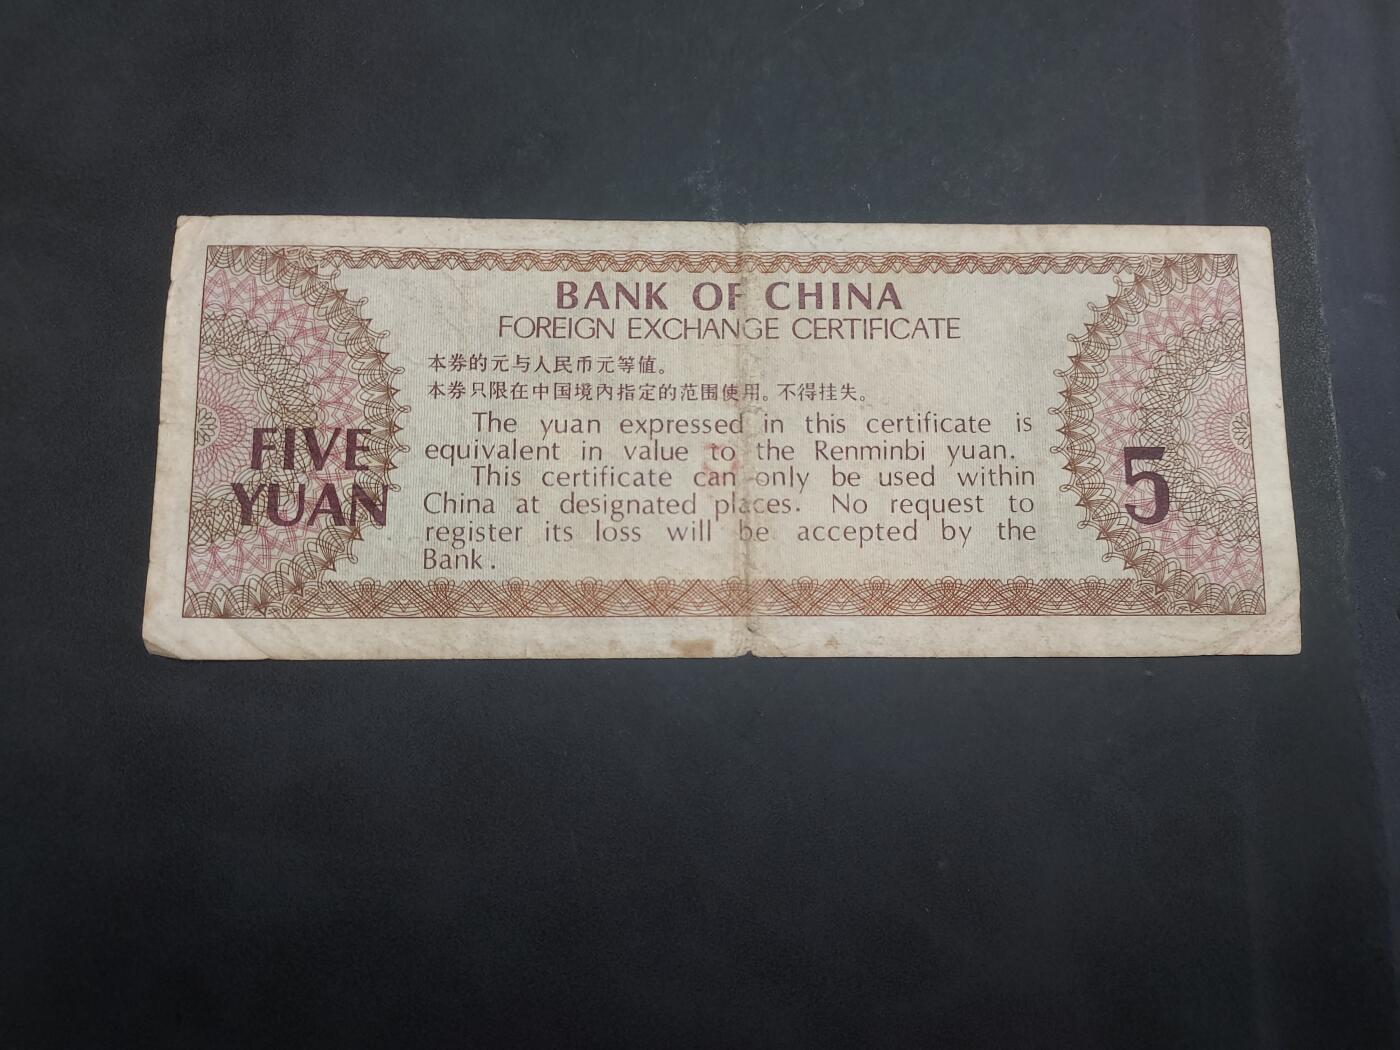 BANK OF CHINA
FOREIGN EXCHANGE CERTIFICATE
本券的元与人民币元等值。
本券只限在中国境内指定的范围使用。不得挂失。
The yuan expressed in this certificate is
equivalent in value to the Renminbi yuan.
This certificate can only be used within
China at designated places. No request to
register its loss will be accepted by the
Bank.
FIVE
YUAN
5